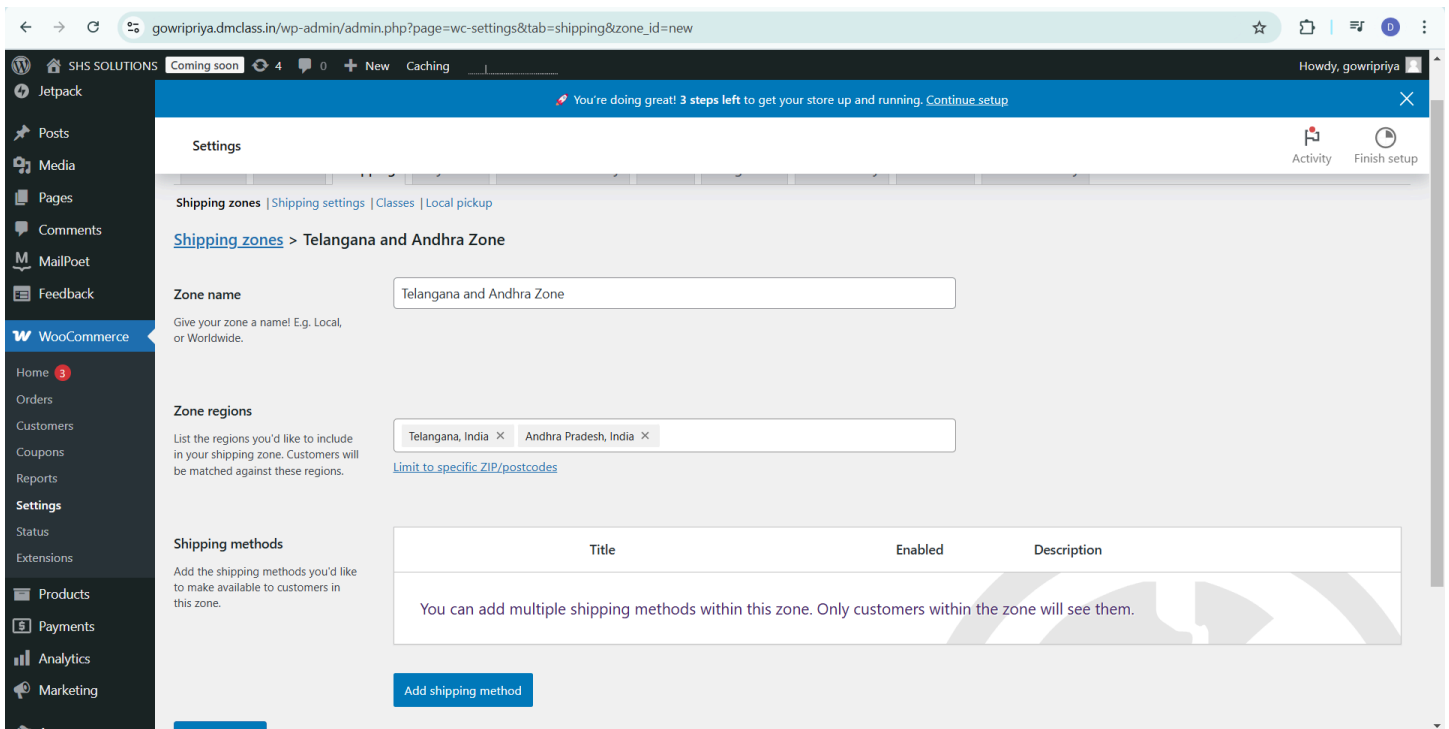 gowripriya.dmclass.in/wp-admin/admin.php?page=wc-settings&tab=shipping&zone_id=new
D
SHS SOLUTIONS Coming soon 4 0 New Caching Howdy, gowripriya
Jetpack
Posts
Media
Pages
Comments
MailPoet
Feedback
WooCommerce
Home 3
Orders
Customers
Coupons
Reports
Settings
Status
Extensions
Products
Payments
Analytics
Marketing
🚀 You're doing great! 3 steps left to get your store up and running. Continue setup
Settings
Activity Finish setup
Shipping zones | Shipping settings | Classes | Local pickup
Shipping zones > Telangana and Andhra Zone
Zone name
Give your zone a name! E.g. Local,
or Worldwide.
Telangana and Andhra Zone
Zone regions
List the regions you'd like to include
in your shipping zone. Customers will
be matched against these regions.
Telangana, India × Andhra Pradesh, India ×
Limit to specific ZIP/postcodes
Shipping methods
Add the shipping methods you'd like
to make available to customers in
this zone.
Title Enabled Description
You can add multiple shipping methods within this zone. Only customers within the zone will see them.
Add shipping method